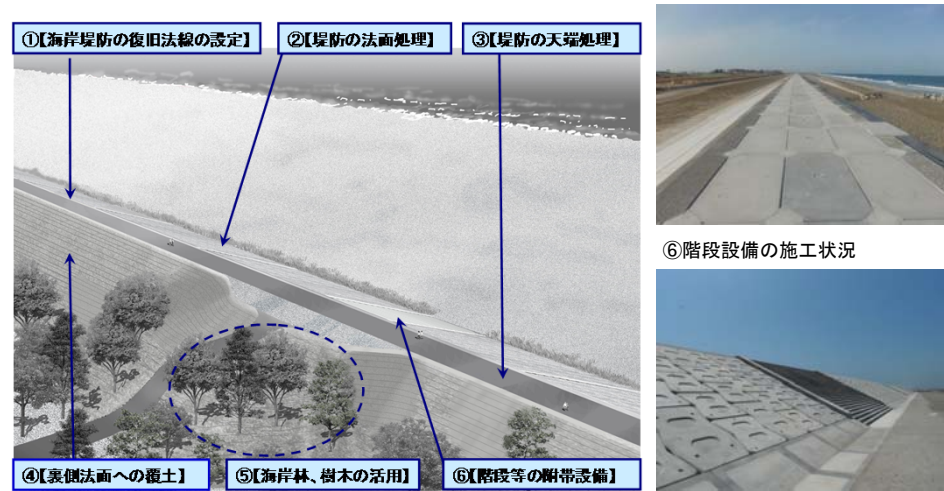 ①【海岸堤防の復旧法線の設定】
②【堤防の法面処理】
③【堤防の天端処理】
⑥階段設備の施工状況
④【裏側法面への覆土】
⑤【海岸林、樹木の活用】
⑥【階段等の附帯設備】